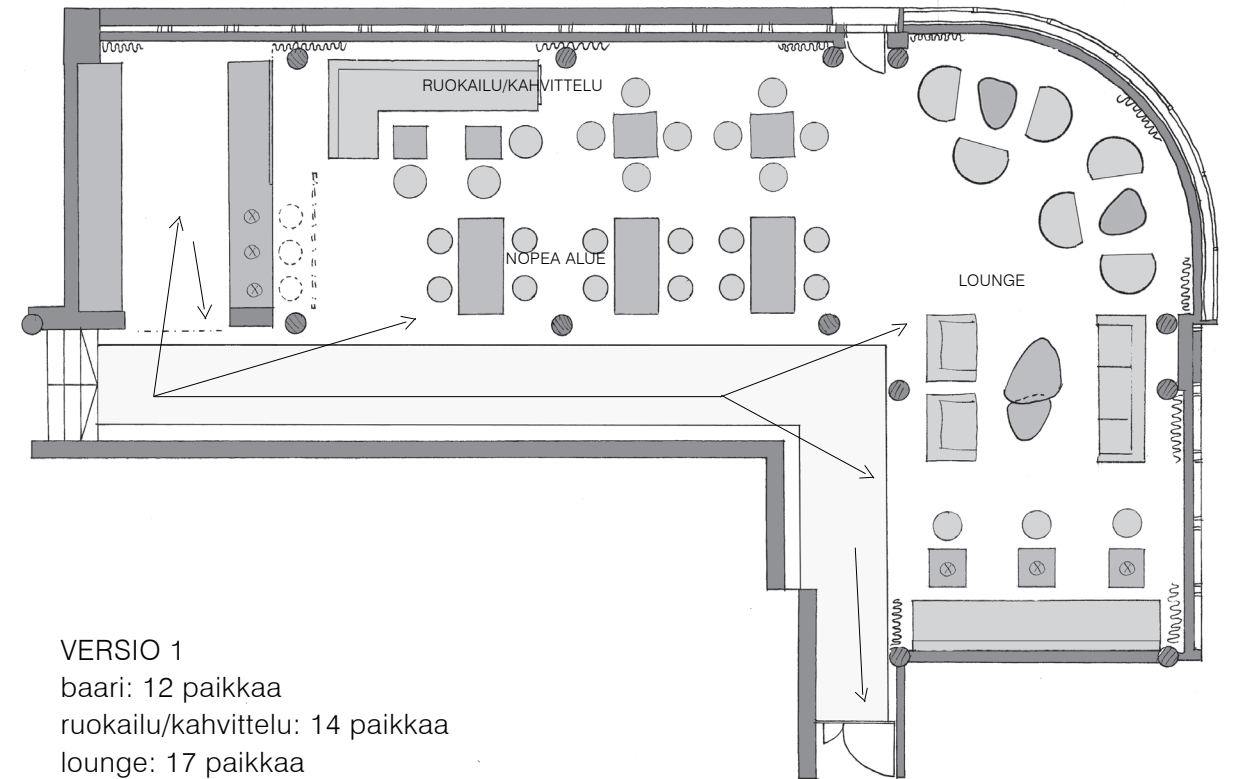 RUOKAILU/KAHVITTELU
NOPEA ALUE
LOUNGE
VERSIO 1
baari: 12 paikkaa
ruokailu/kahvittelu: 14 paikkaa
lounge: 17 paikkaa